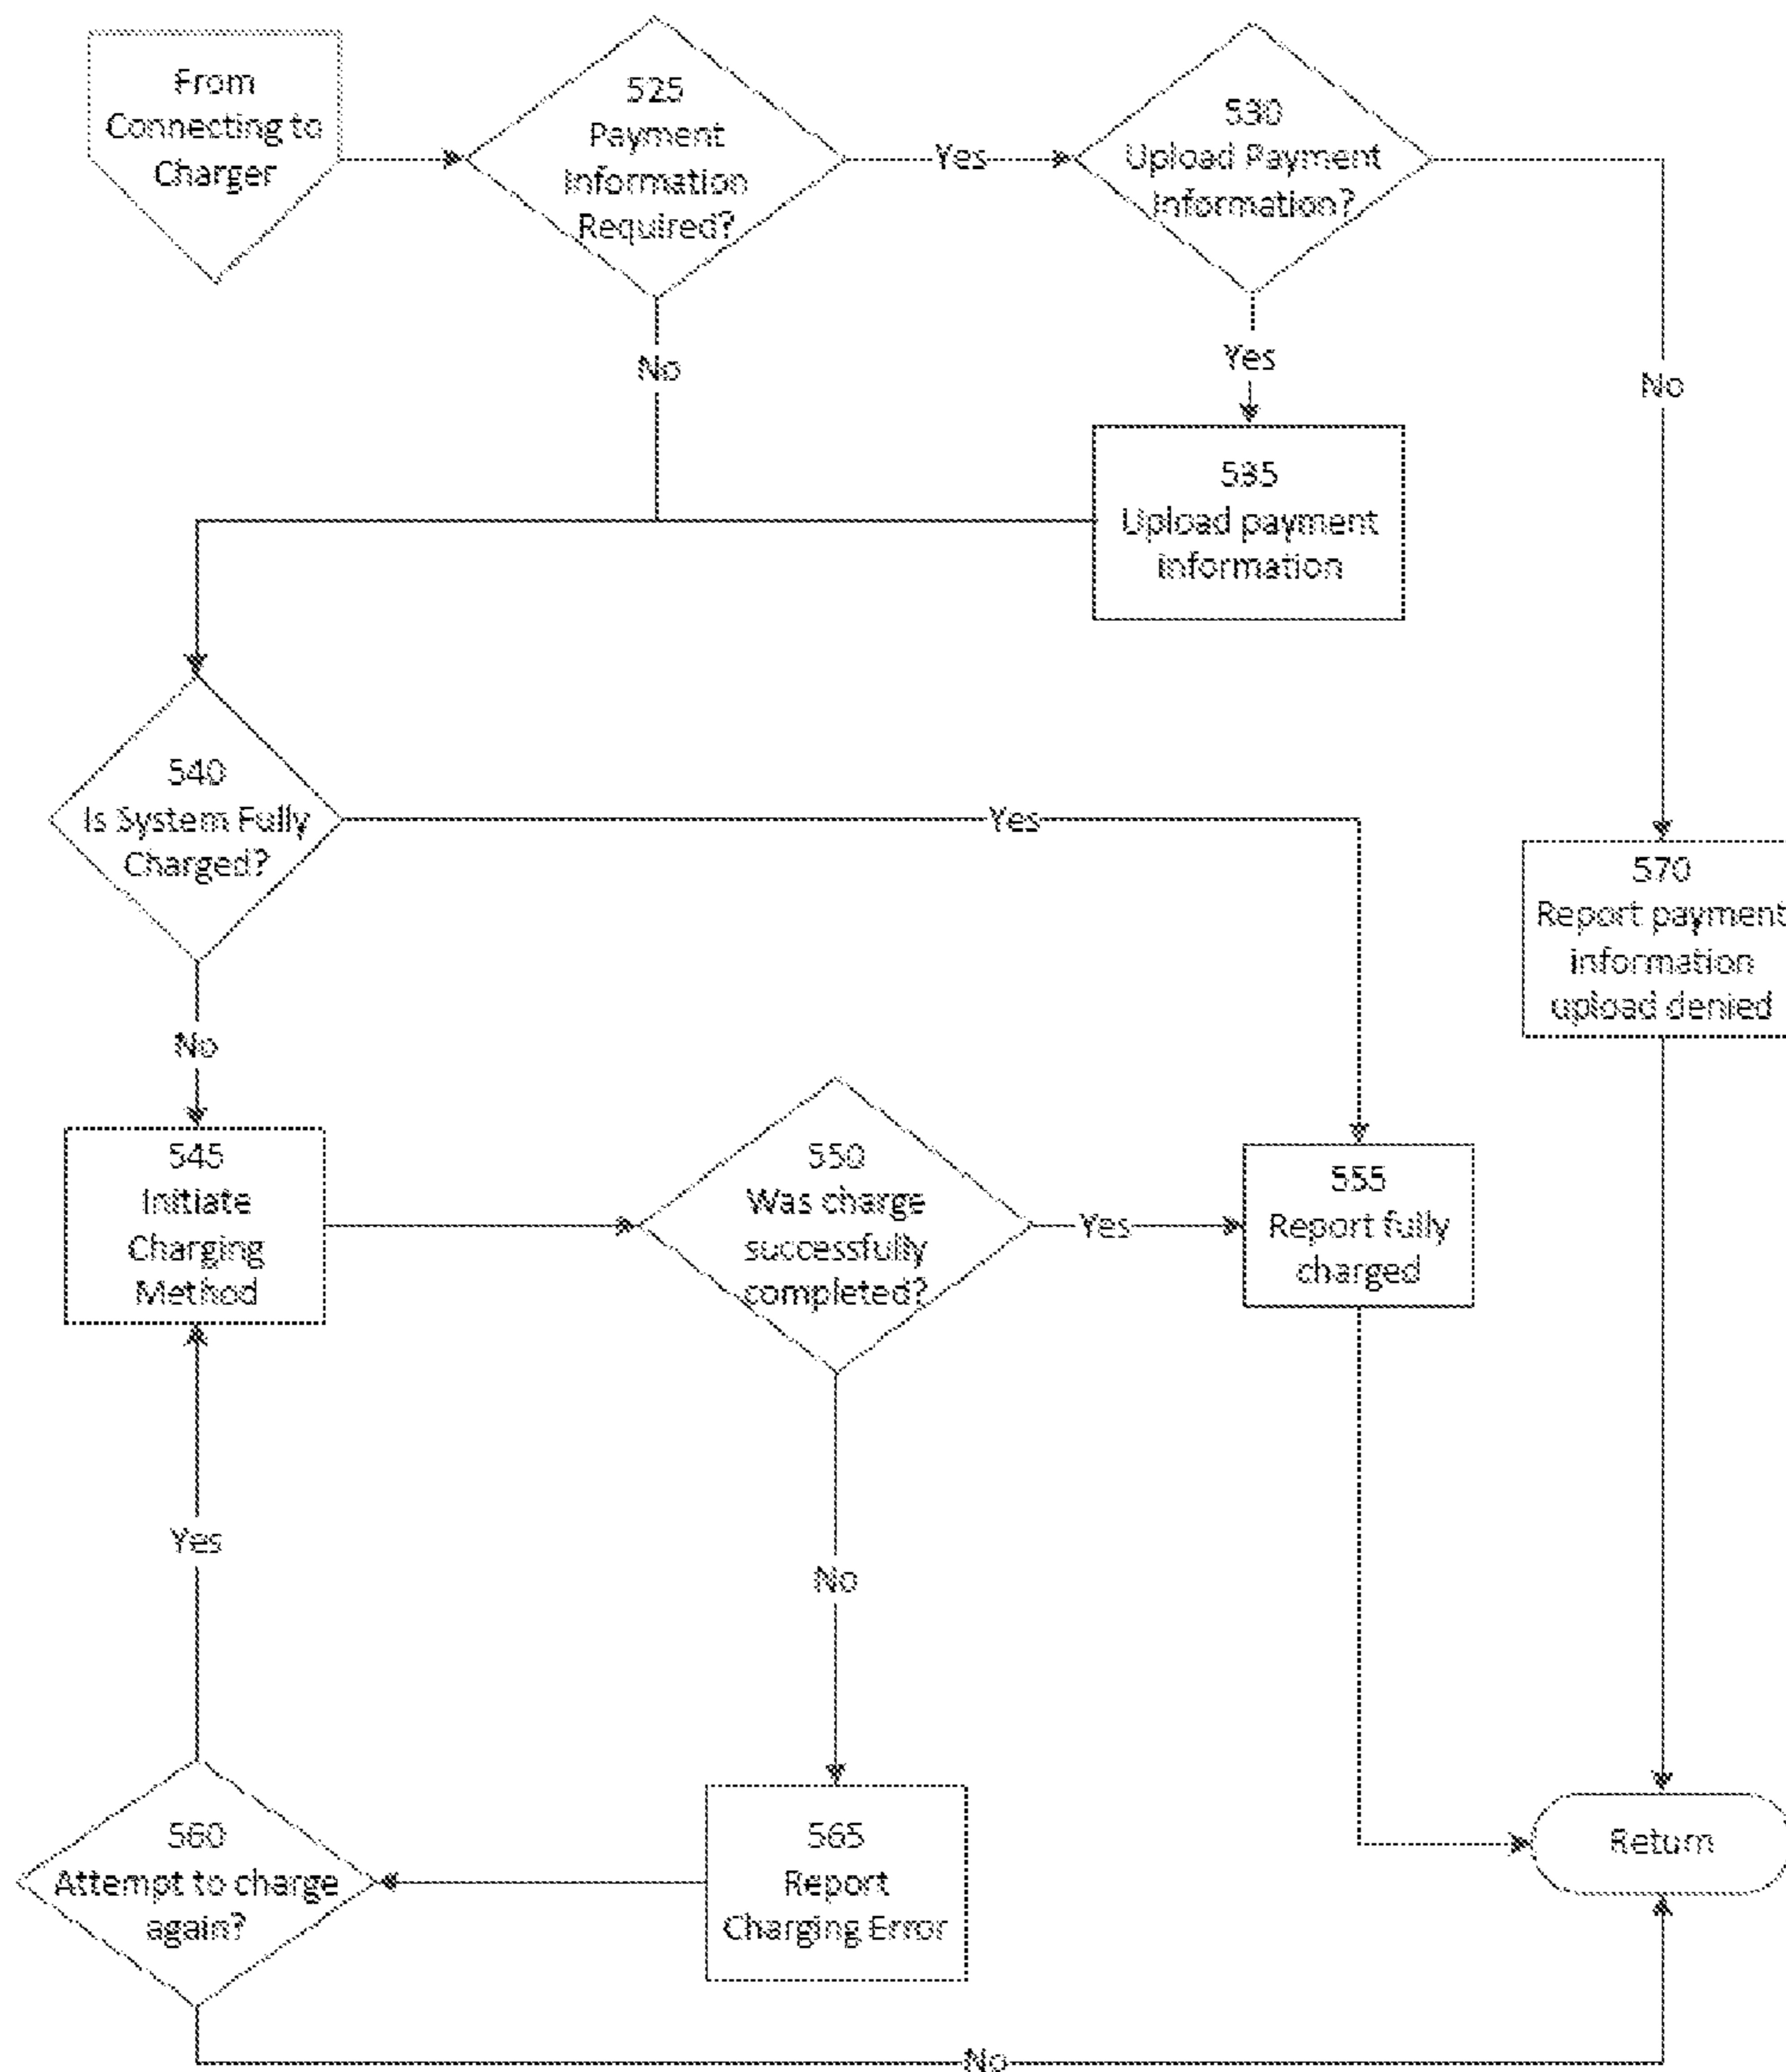 From
Connecting to
Charger
525
Payment
Information
Required?
Yes
530
Upload Payment
Information?
No
Yes
No
535
Upload payment
information
540
Is System Fully
Charged?
Yes
570
Report payment
information
upload denied
No
545
Initiate
Charging
Method
550
Was charge
successfully
completed?
Yes
555
Report fully
charged
Yes
No
560
Attempt to charge
again?
565
Report
Charging Error
Return
No